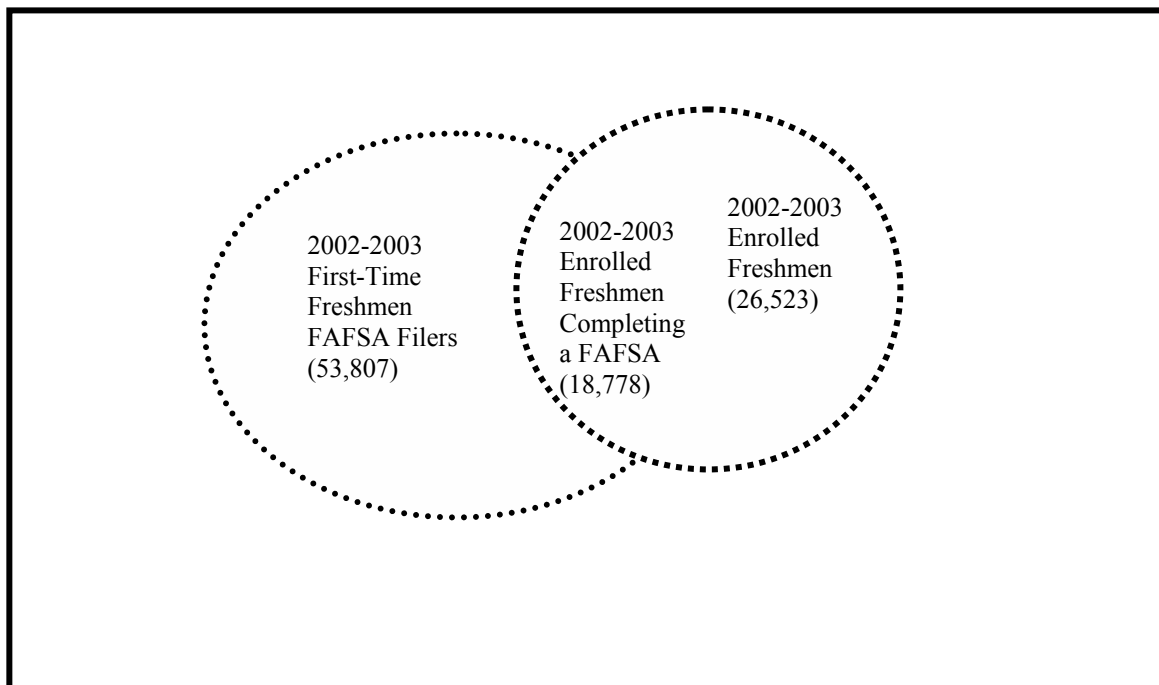 2002-2003
First-Time
Freshmen
FAFSA Filers
(53,807)
2002-2003
Enrolled
Freshmen
Completing
a FAFSA
(18,778)
2002-2003
Enrolled
Freshmen
(26,523)